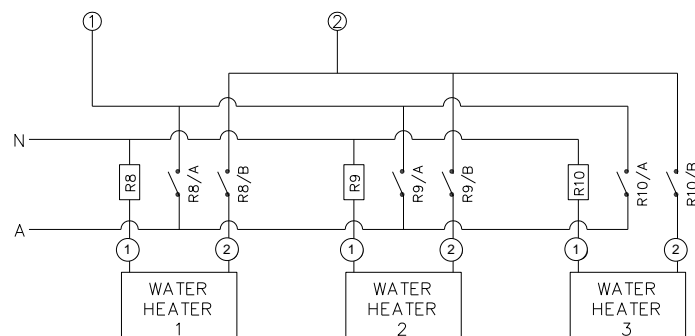 1
2
N
R8
R8/A
R8/B
R9
R9/A
R9/B
R10
R10/A
R10/B
A
1
2
1
2
1
2
WATER
HEATER
1
WATER
HEATER
2
WATER
HEATER
3